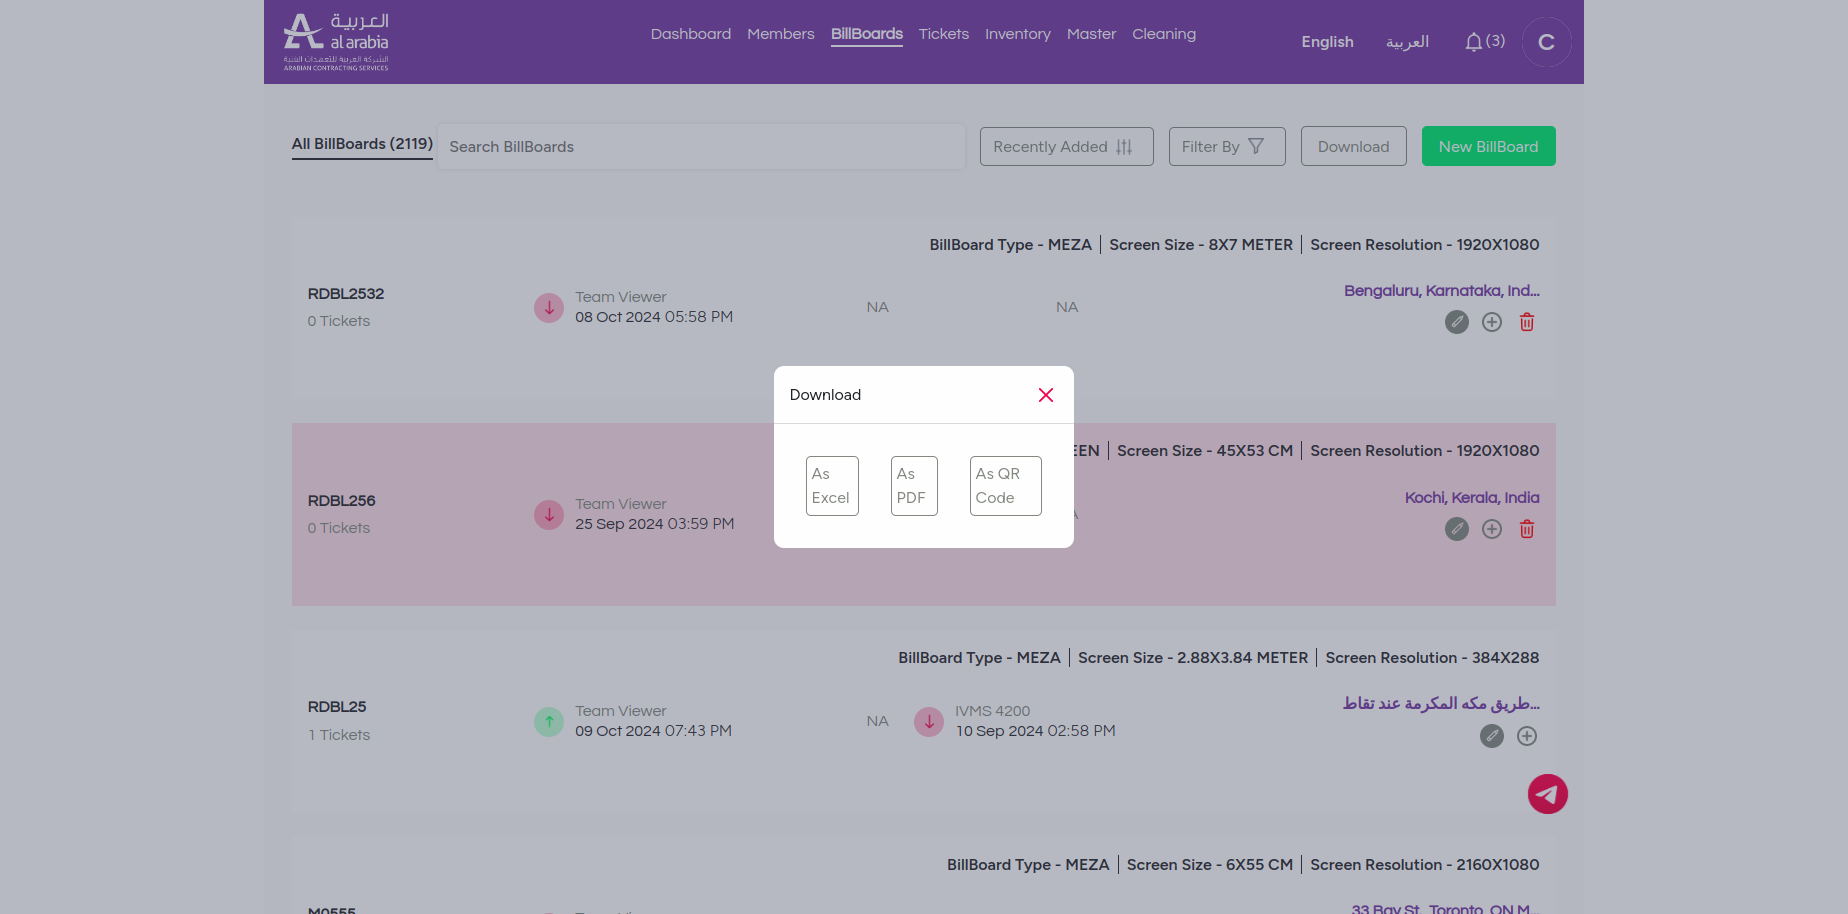 العربية
al arabia
الشركة العربية للتعهدات الفنية
ARABIAN CONTRACTING SERVICES
Dashboard Members BillBoards Tickets Inventory Master Cleaning
English العربية (3) C
All BillBoards (2119) Search BillBoards Recently Added Filter By Download New BillBoard
BillBoard Type - MEZA Screen Size - 8X7 METER Screen Resolution - 1920X1080
RDBL2532
0 Tickets
Team Viewer
08 Oct 2024 05:58 PM
NA
NA
Bengaluru, Karnataka, Ind...
Download
As
Excel
As
PDF
As QR
Code
EEN Screen Size - 45X53 CM Screen Resolution - 1920X1080
RDBL256
0 Tickets
Team Viewer
25 Sep 2024 03:59 PM
Kochi, Kerala, India
BillBoard Type - MEZA Screen Size - 2.88X3.84 METER Screen Resolution - 384X288
RDBL25
1 Tickets
Team Viewer
09 Oct 2024 07:43 PM
NA
IVMS 4200
10 Sep 2024 02:58 PM
طريق مكه المكرمة عند تقاط...
BillBoard Type - MEZA Screen Size - 6X55 CM Screen Resolution - 2160X1080
M0555
33 Bay St., Toronto, ON M...